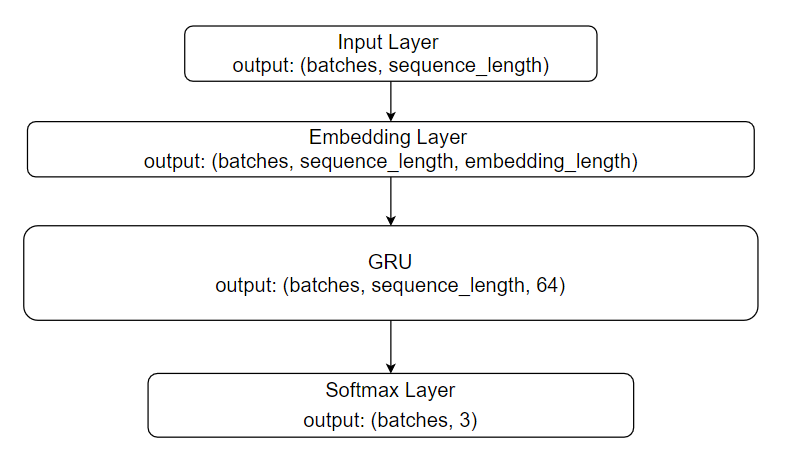 Input Layer
output: (batches, sequence_length)
Embedding Layer
output: (batches, sequence_length, embedding_length)
GRU
output: (batches, sequence_length, 64)
Softmax Layer
output: (batches, 3)